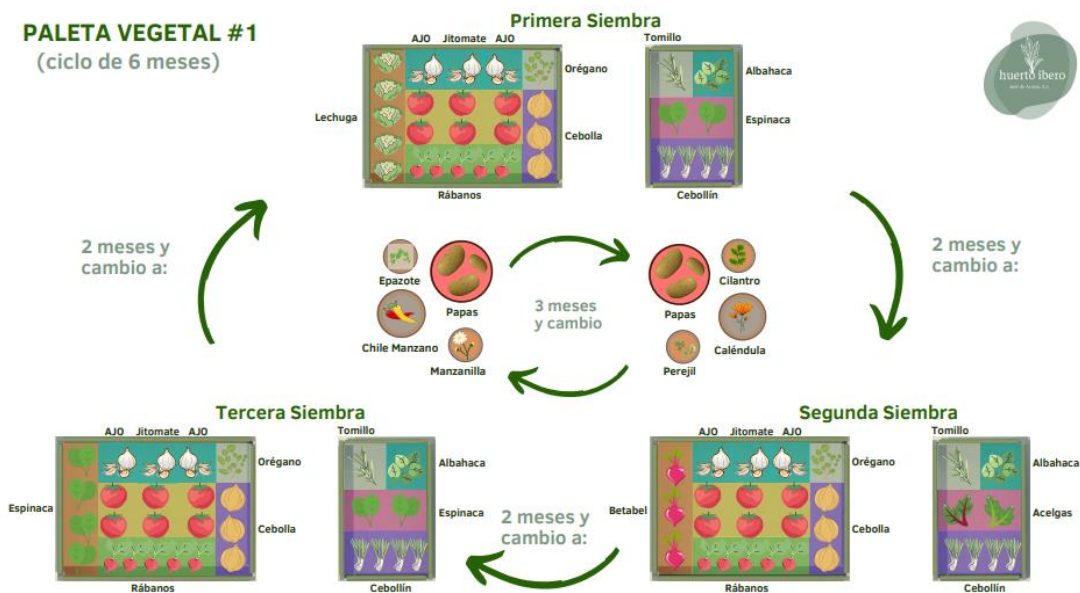 PALETA VEGETAL #1
(ciclo de 6 meses)
huerto ibero
Primera Siembra
AJO Jitomate AJO
Orégano
Lechuga
Cebolla
Rábanos
Tomillo
Albahaca
Espinaca
Cebollín
2 meses y
cambio a:
2 meses y
cambio a:
Epazote
Papas
Chile Manzano
Manzanilla
3 meses
y cambio
Cilantro
Papas
Caléndula
Perejil
Tercera Siembra
AJO Jitomate AJO
Orégano
Espinaca
Cebolla
Rábanos
Tomillo
Albahaca
Espinaca
Cebollín
2 meses y
cambio a:
Segunda Siembra
AJO Jitomate AJO
Orégano
Betabel
Cebolla
Rábanos
Tomillo
Albahaca
Acelgas
Cebollín